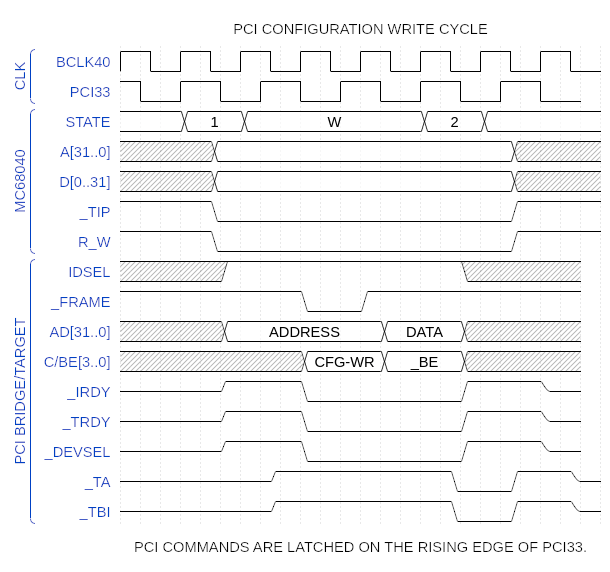 PCI CONFIGURATION WRITE CYCLE
CLK
BCLK40
PCI33
MC68040
STATE 1 W 2
A[31..0]
D[0..31]
_TIP
R_W
PCI BRIDGE/TARGET
IDSEL
_FRAME
AD[31..0] ADDRESS DATA
C/BE[3..0] CFG-WR _BE
_IRDY
_TRDY
_DEVSEL
_TA
_TBI
PCI COMMANDS ARE LATCHED ON THE RISING EDGE OF PCI33.